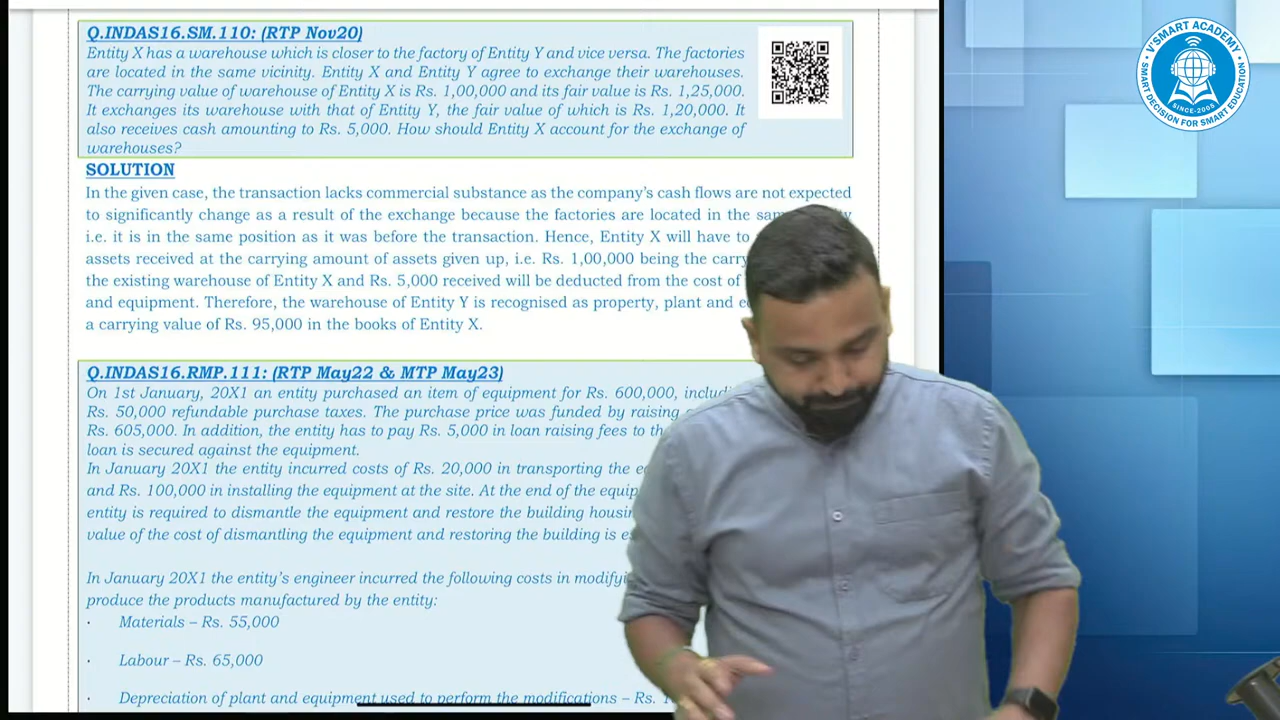 Q.INDAS16.SM.110: (RTP Nov20)
Entity X has a warehouse which is closer to the factory of Entity Y and vice versa. The factories
are located in the same vicinity. Entity X and Entity Y agree to exchange their warehouses.
The carrying value of warehouse of Entity X is Rs. 1,00,000 and its fair value is Rs. 1,25,000.
It exchanges its warehouse with that of Entity Y, the fair value of which is Rs. 1,20,000. It
also receives cash amounting to Rs. 5,000. How should Entity X account for the exchange of
warehouses?
SOLUTION
In the given case, the transaction lacks commercial substance as the company's cash flows are not expected
to significantly change as a result of the exchange because the factories are located in the
i.e. it is in the same position as it was before the transaction. Hence, Entity X will have to
assets received at the carrying amount of assets given up, i.e. Rs. 1,00,000 being the
the existing warehouse of Entity X and Rs. 5,000 received will be deducted from the cost of
and equipment. Therefore, the warehouse of Entity Y is recognised as property, plant and
a carrying value of Rs. 95,000 in the books of Entity X.
Q.INDAS16.RMP.111: (RTP May22 & MTP May23)
On 1st January, 20X1 an entity purchased an item of equipment for Rs. 600,000,
Rs. 50,000 refundable purchase taxes. The purchase price was funded by raising
Rs. 605,000. In addition, the entity has to pay Rs. 5,000 in loan raising fees to
loan is secured against the equipment.
In January 20X1 the entity incurred costs of Rs. 20,000 in transporting the
and Rs. 100,000 in installing the equipment at the site. At the end of the
entity is required to dismantle the equipment and restore the building
value of the cost of dismantling the equipment and restoring the building is
In January 20X1 the entity's engineer incurred the following costs in
produce the products manufactured by the entity:
· Materials – Rs. 55,000
· Labour – Rs. 65,000
· Depreciation of plant and equipment used to perform the modifications – Rs.
V'SMART ACADEMY
SINCE-2005
SMART DECISION FOR SMART EDUCATION